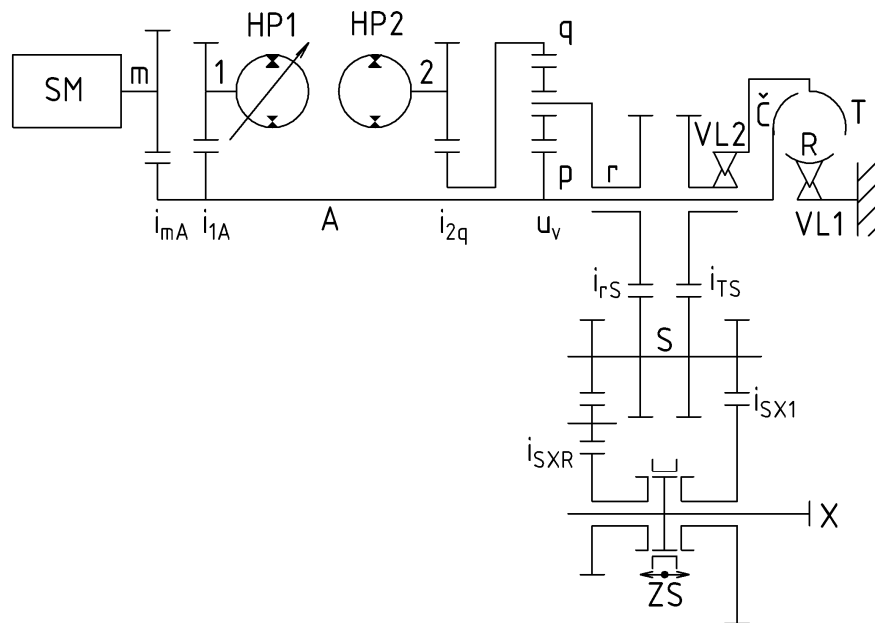 HP1 HP2 q
SM m 1 2 Č T
VL2 R
p r
i_mA i_1A A i_2q u_v VL1
i_rS i_TS
S
i_SX1
i_SXR
X
ZS